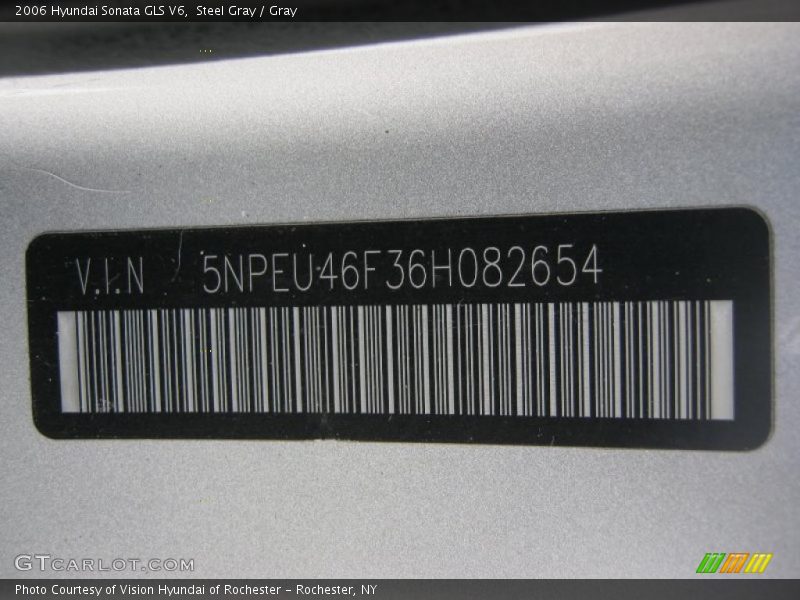 2006 Hyundai Sonata GLS V6,  Steel Gray / Gray
V.I.N 5NPEU46F36H082654
GTCARLOT.COM
Photo Courtesy of Vision Hyundai of Rochester - Rochester, NY